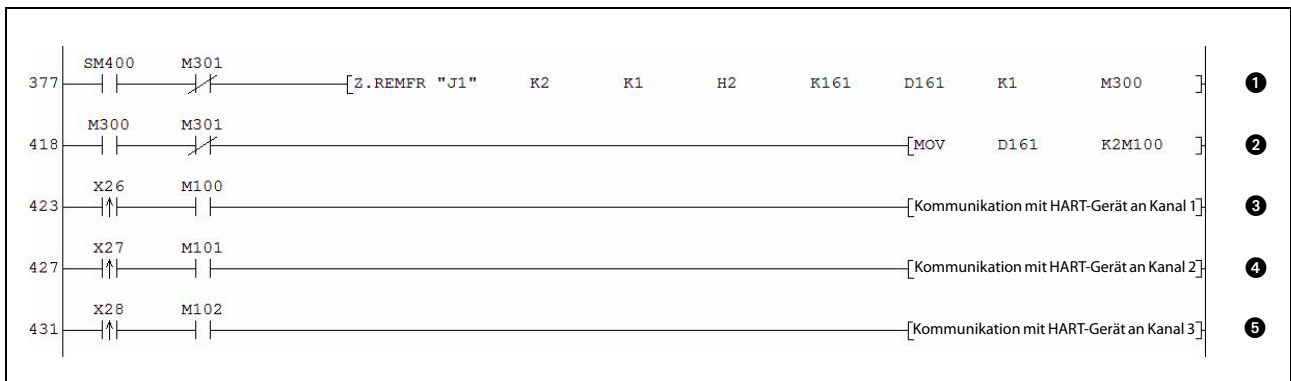 SM400 M301
377 [Z.REMFR "J1" K2 K1 H2 K161 D161 K1 M300 ] ❶
M300 M301
418 [MOV D161 K2M100 ] ❷
X26 M100
423 [Kommunikation mit HART-Gerät an Kanal 1] ❸
X27 M101
427 [Kommunikation mit HART-Gerät an Kanal 2] ❹
X28 M102
431 [Kommunikation mit HART-Gerät an Kanal 3] ❺